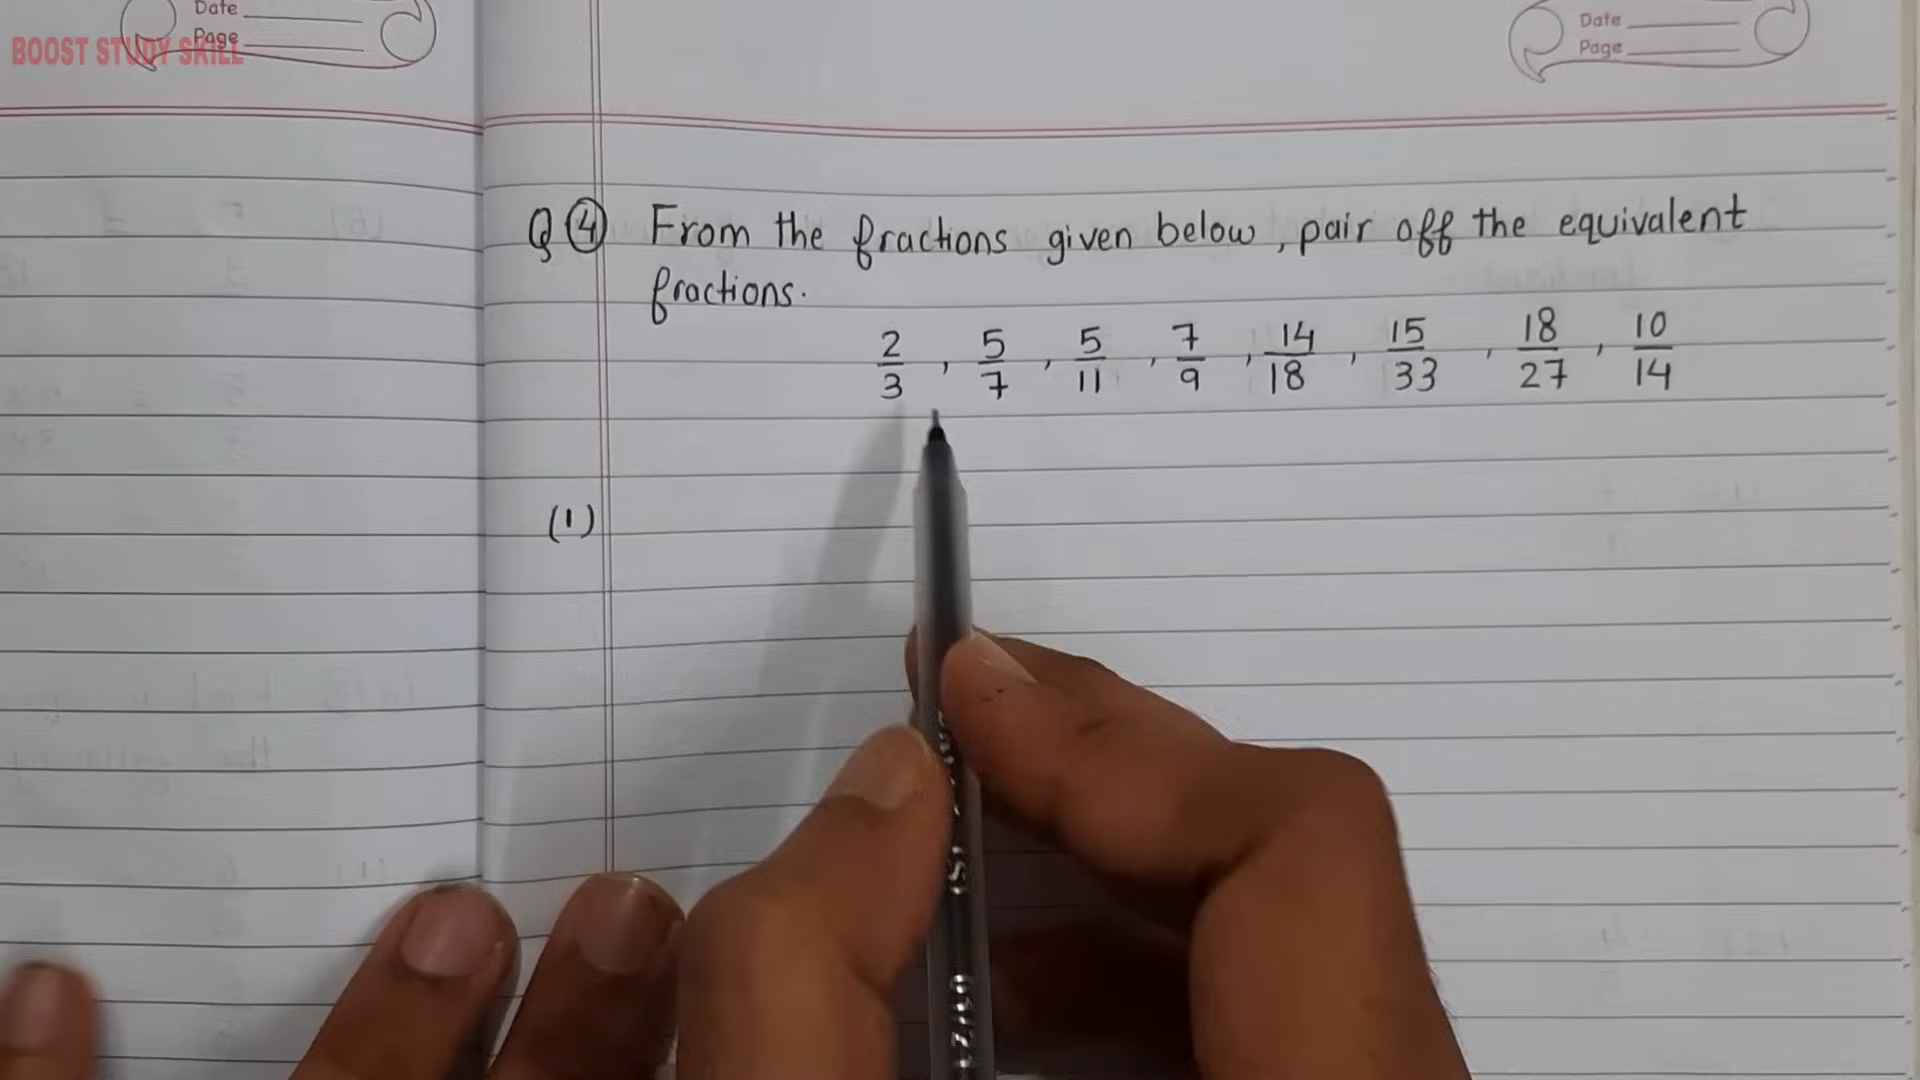 BOOST STUDY SKILL
Date
Page
Date
Page
Q ④ From the fractions given below, pair off the equivalent
fractions.
2/3 , 5/7 , 5/11 , 7/9 , 14/18 , 15/33 , 18/27 , 10/14
(1)